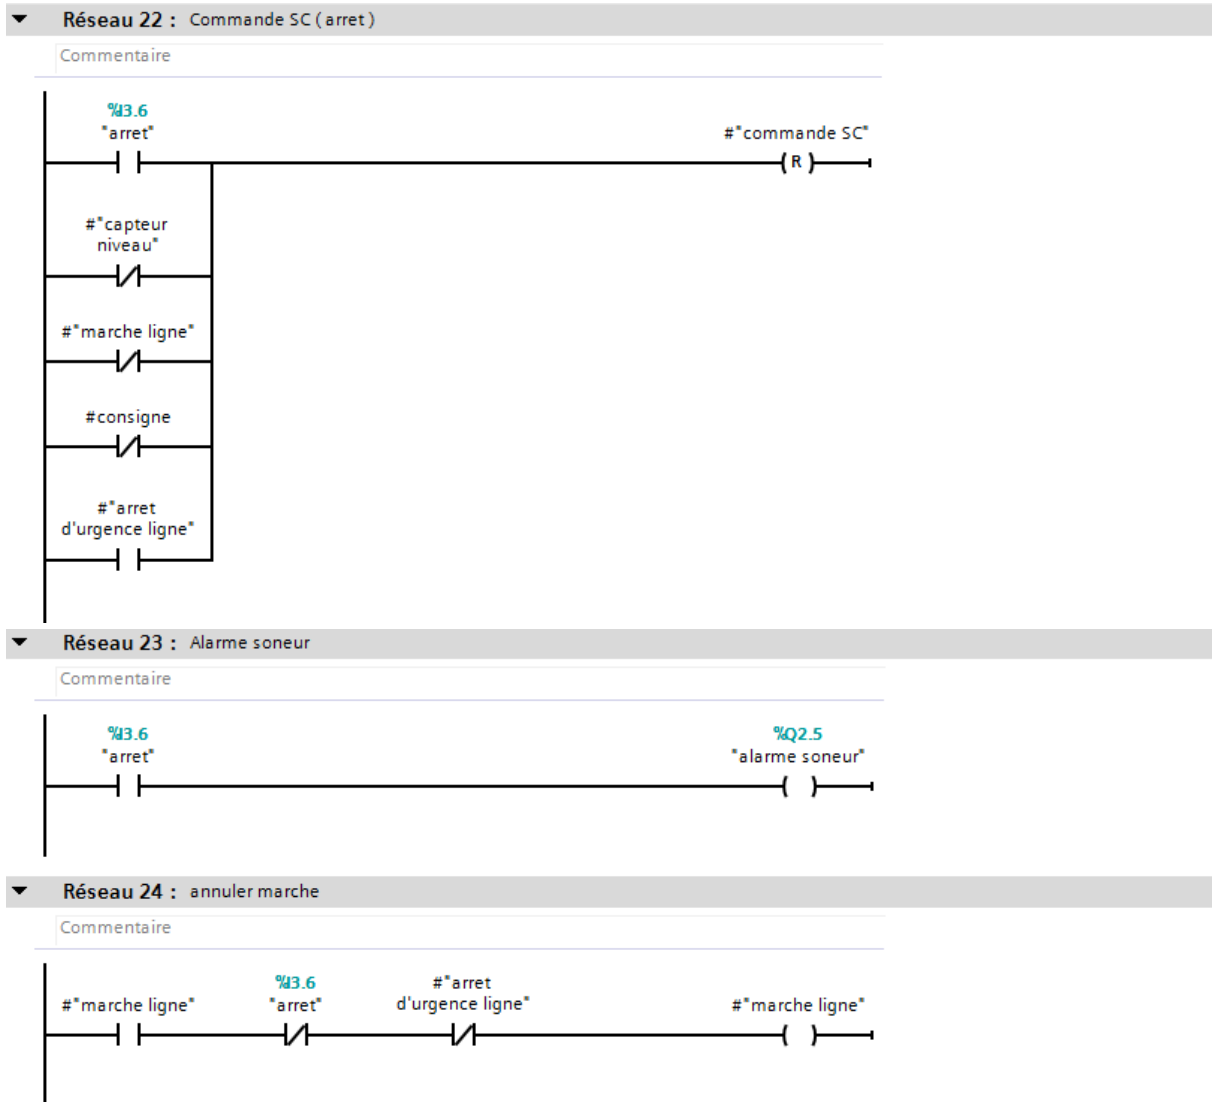 Réseau 22 : Commande SC ( arret )
Commentaire
%I3.6
"arret"
#"commande SC"
R
#"capteur
niveau"
#"marche ligne"
#consigne
#"arret
d'urgence ligne"
Réseau 23 : Alarme soneur
Commentaire
%I3.6
"arret"
%Q2.5
"alarme soneur"
Réseau 24 : annuler marche
Commentaire
#"marche ligne"
%I3.6
"arret"
#"arret
d'urgence ligne"
#"marche ligne"